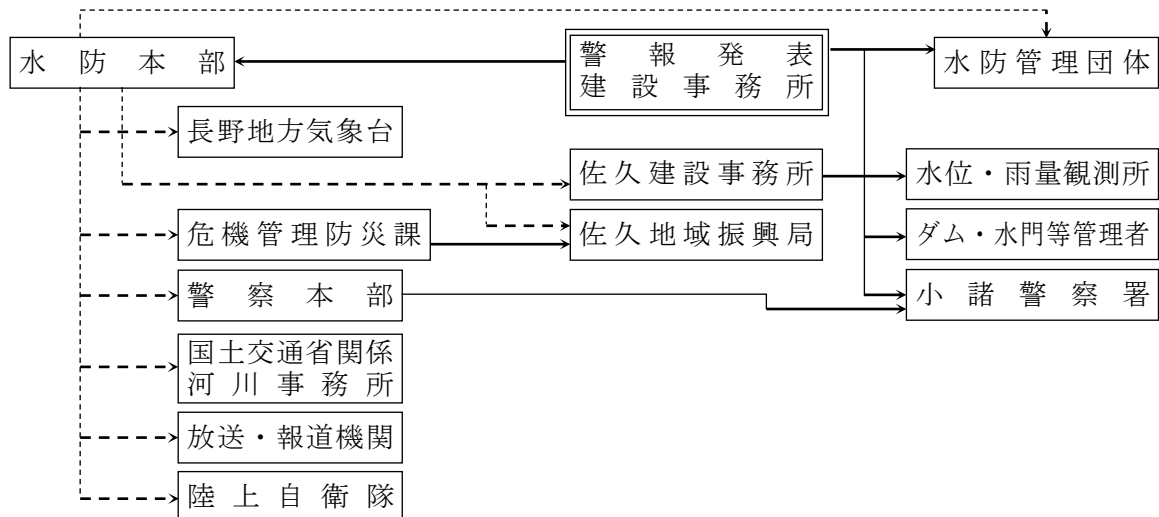 水防本部
警報発表
建設事務所
水防管理団体
長野地方気象台
佐久建設事務所
水位・雨量観測所
危機管理防災課
佐久地域振興局
ダム・水門等管理者
警察本部
小諸警察署
国土交通省関係
河川事務所
放送・報道機関
陸上自衛隊